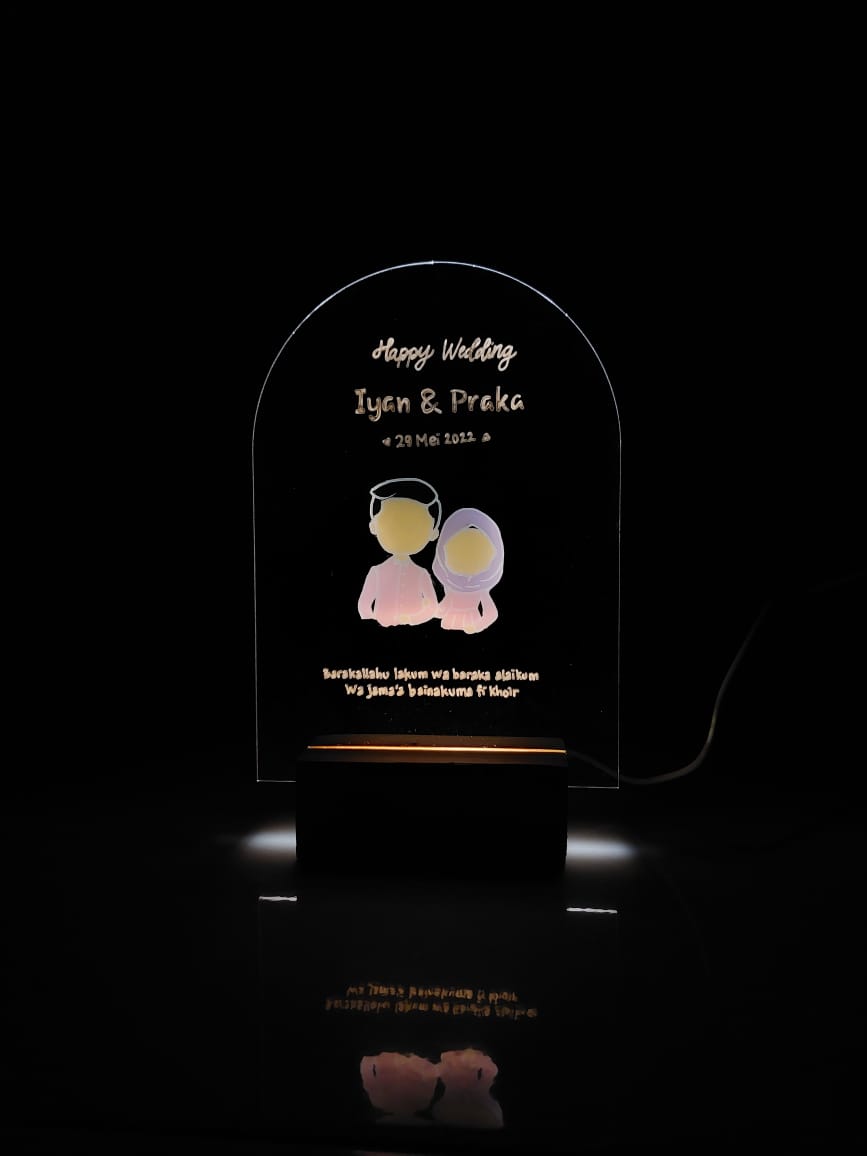 Happy Wedding
Iyan & Praka
29 Mei 2022
Barakallahu lakum wa baraka alaikum
Wa Jama'a bainakuma fi khoir